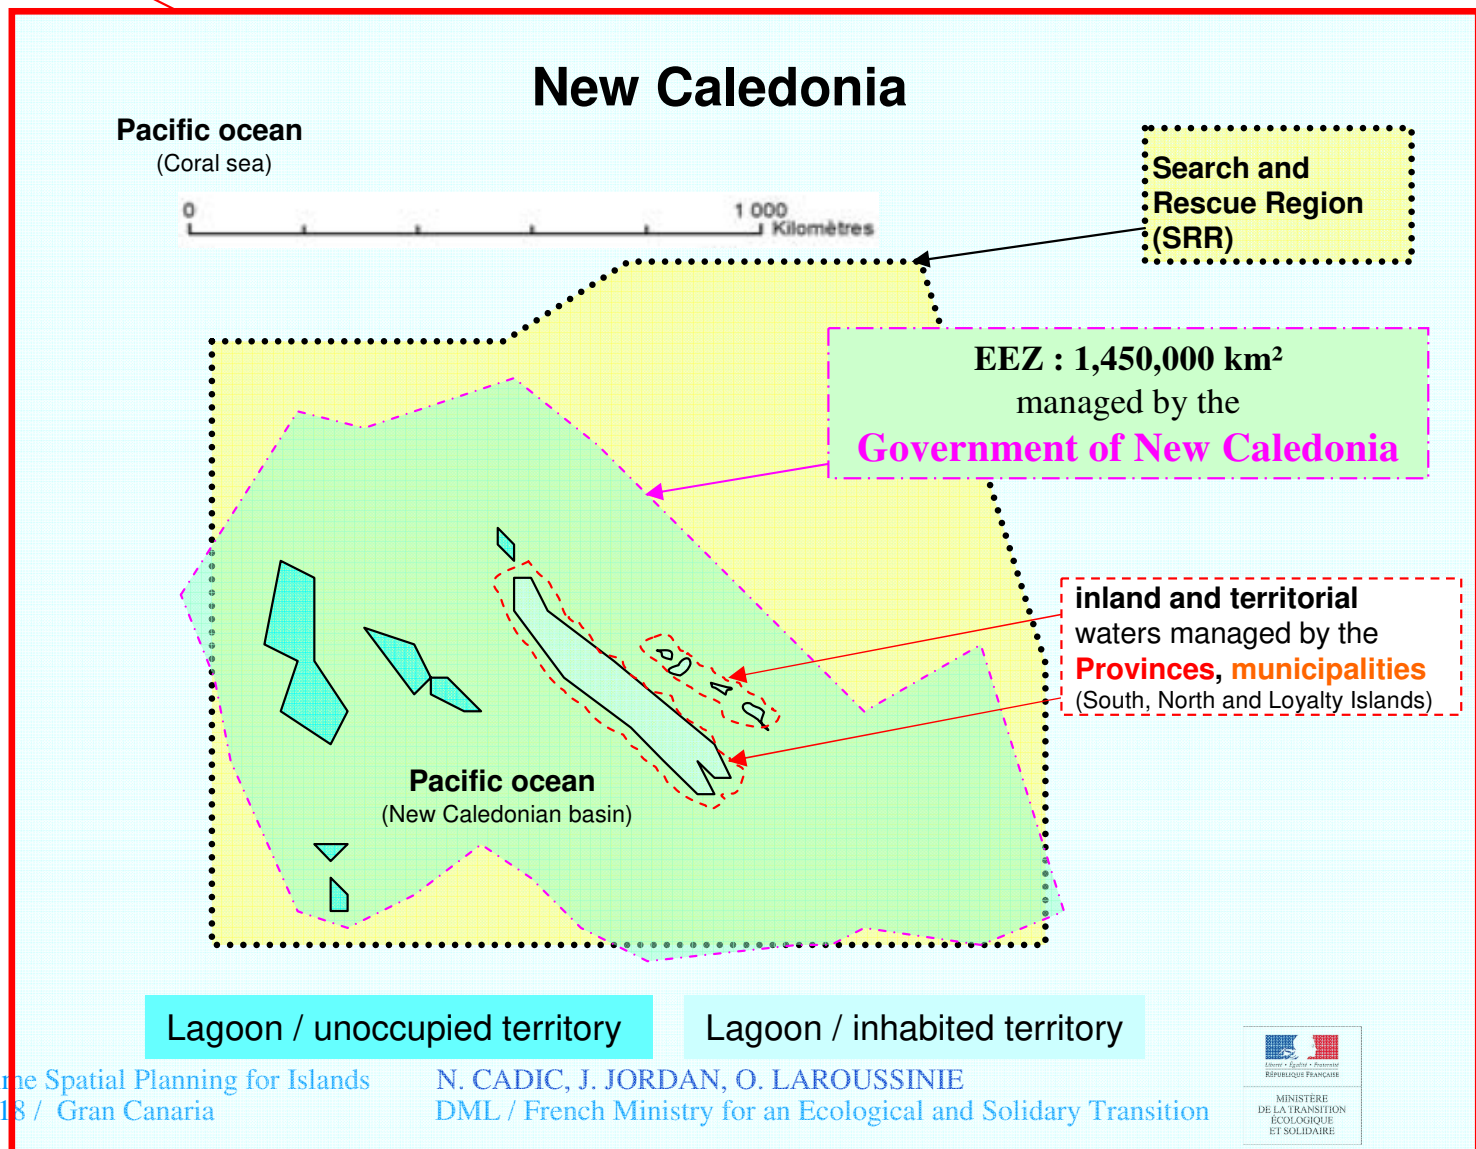 New Caledonia
Pacific ocean
(Coral sea)
0 1 000
Kilomètres
Search and
Rescue Region
(SRR)
EEZ : 1,450,000 km²
managed by the
Government of New Caledonia
inland and territorial
waters managed by the
Provinces, municipalities
(South, North and Loyalty Islands)
Pacific ocean
(New Caledonian basin)
Lagoon / unoccupied territory
Lagoon / inhabited territory
me Spatial Planning for Islands
18 / Gran Canaria
N. CADIC, J. JORDAN, O. LAROUSSINIE
DML / French Ministry for an Ecological and Solidary Transition
Liberté • Égalité • Fraternité
RÉPUBLIQUE FRANÇAISE
MINISTÈRE
DE LA TRANSITION
ÉCOLOGIQUE
ET SOLIDAIRE